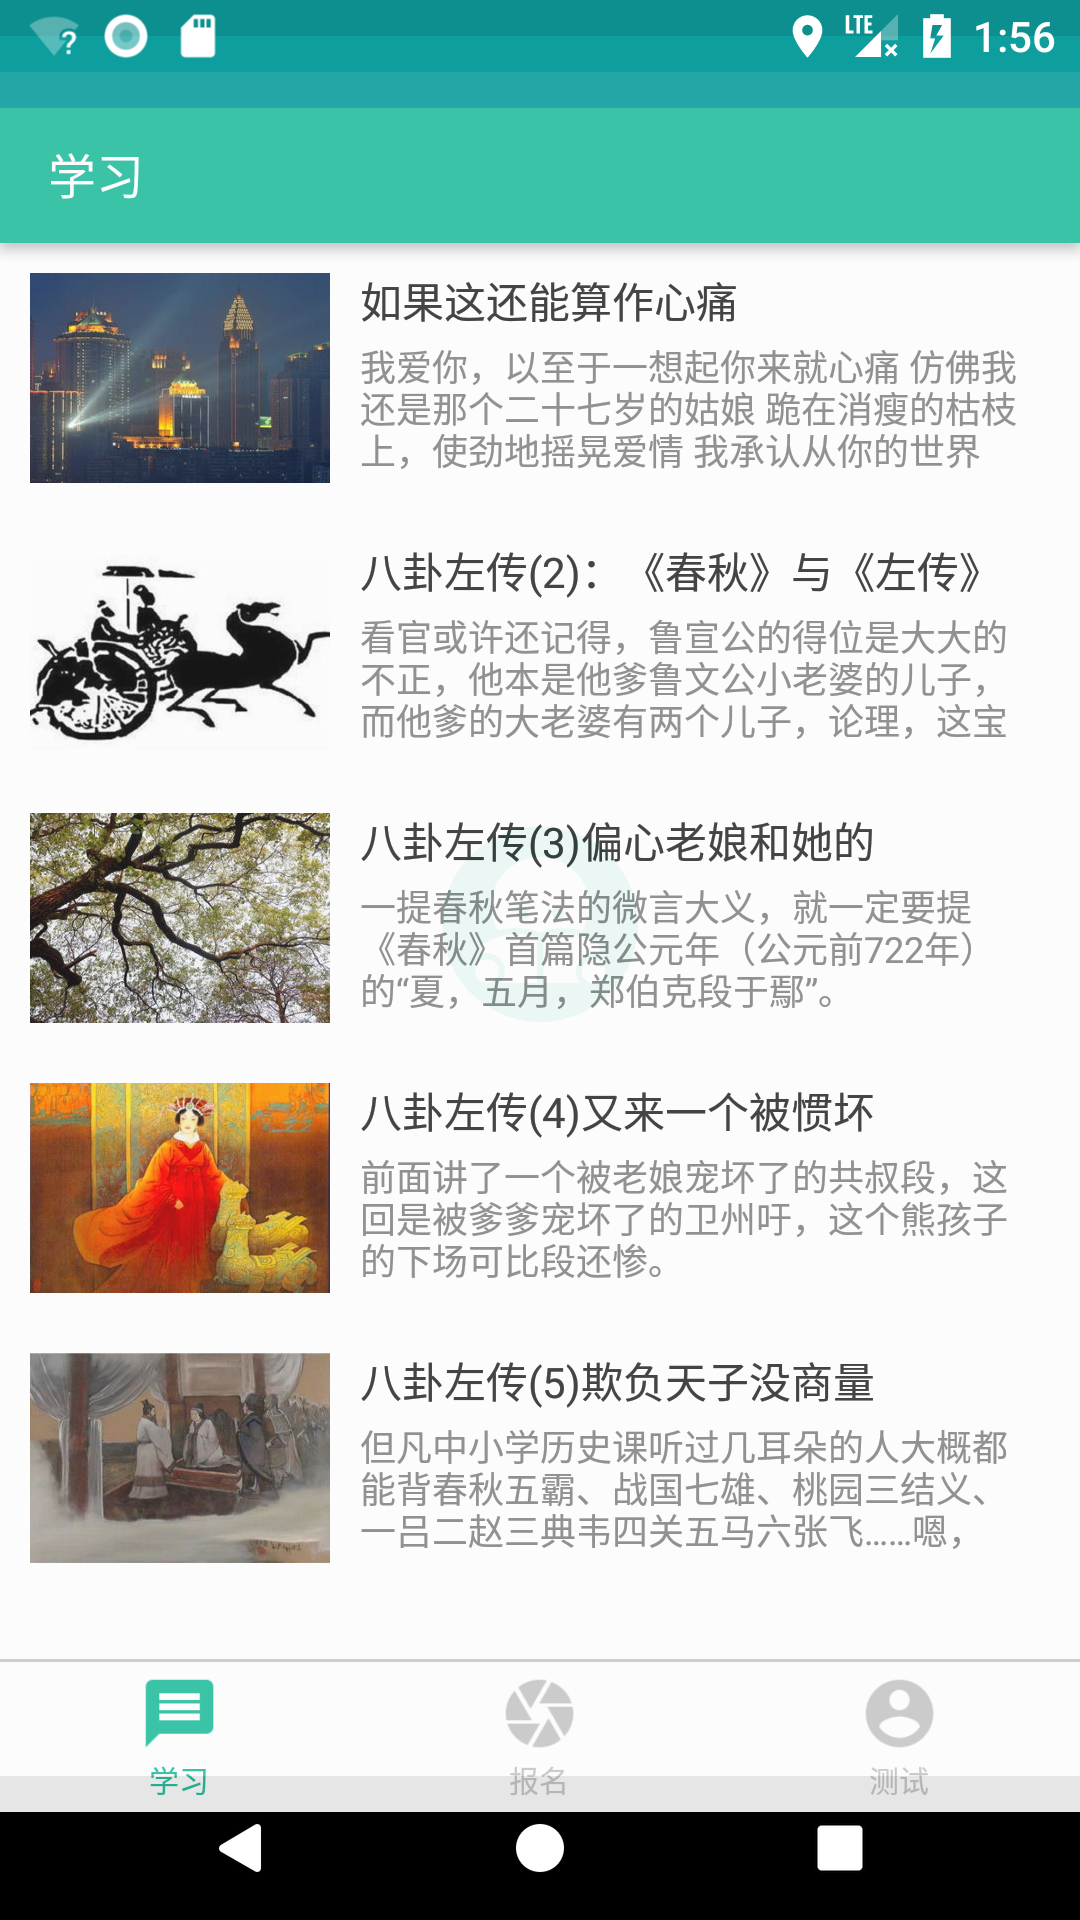 LTE 1:56
学习
如果这还能算作心痛
我爱你，以至于一想起你来就心痛 仿佛我
还是那个二十七岁的姑娘 跪在消瘦的枯枝
上，使劲地摇晃爱情 我承认从你的世界
八卦左传(2)：《春秋》与《左传》
看官或许还记得，鲁宣公的得位是大大的
不正，他本是他爹鲁文公小老婆的儿子，
而他爹的大老婆有两个儿子，论理，这宝
八卦左传(3)偏心老娘和她的
一提春秋笔法的微言大义，就一定要提
《春秋》首篇隐公元年（公元前722年）
的“夏，五月，郑伯克段于鄢”。
八卦左传(4)又来一个被惯坏
前面讲了一个被老娘宠坏了的共叔段，这
回是被爹爹宠坏了的卫州吁，这个熊孩子
的下场可比段还惨。
八卦左传(5)欺负天子没商量
但凡中小学历史课听过几耳朵的人大概都
能背春秋五霸、战国七雄、桃园三结义、
一吕二赵三典韦四关五马六张飞……嗯，
学习 报名 测试